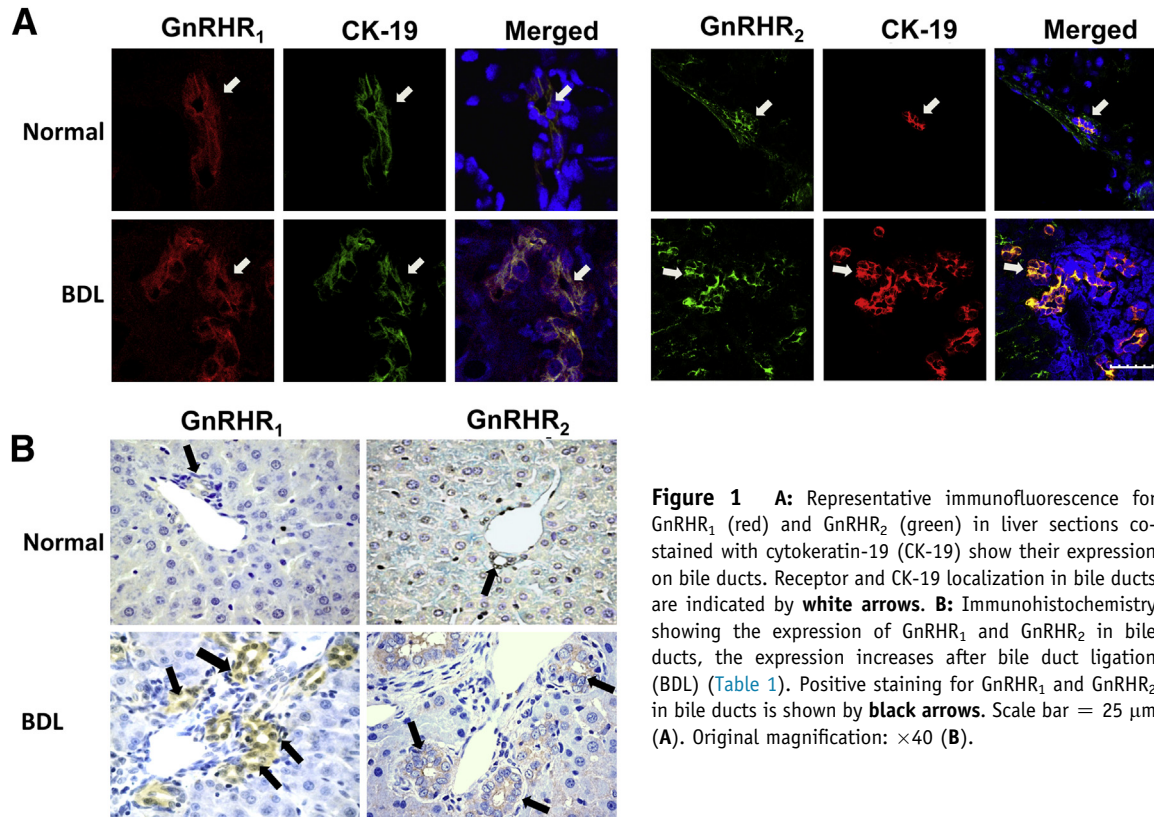 A
GnRHR₁ CK-19 Merged GnRHR₂ CK-19 Merged
Normal
BDL
B
GnRHR₁ GnRHR₂
Normal
BDL
Figure 1 A: Representative immunofluorescence for
GnRHR₁ (red) and GnRHR₂ (green) in liver sections co-
stained with cytokeratin-19 (CK-19) show their expression
on bile ducts. Receptor and CK-19 localization in bile ducts
are indicated by white arrows. B: Immunohistochemistry
showing the expression of GnRHR₁ and GnRHR₂ in bile
ducts, the expression increases after bile duct ligation
(BDL) (Table 1). Positive staining for GnRHR₁ and GnRHR₂
in bile ducts is shown by black arrows. Scale bar = 25 μm
(A). Original magnification: ×40 (B).